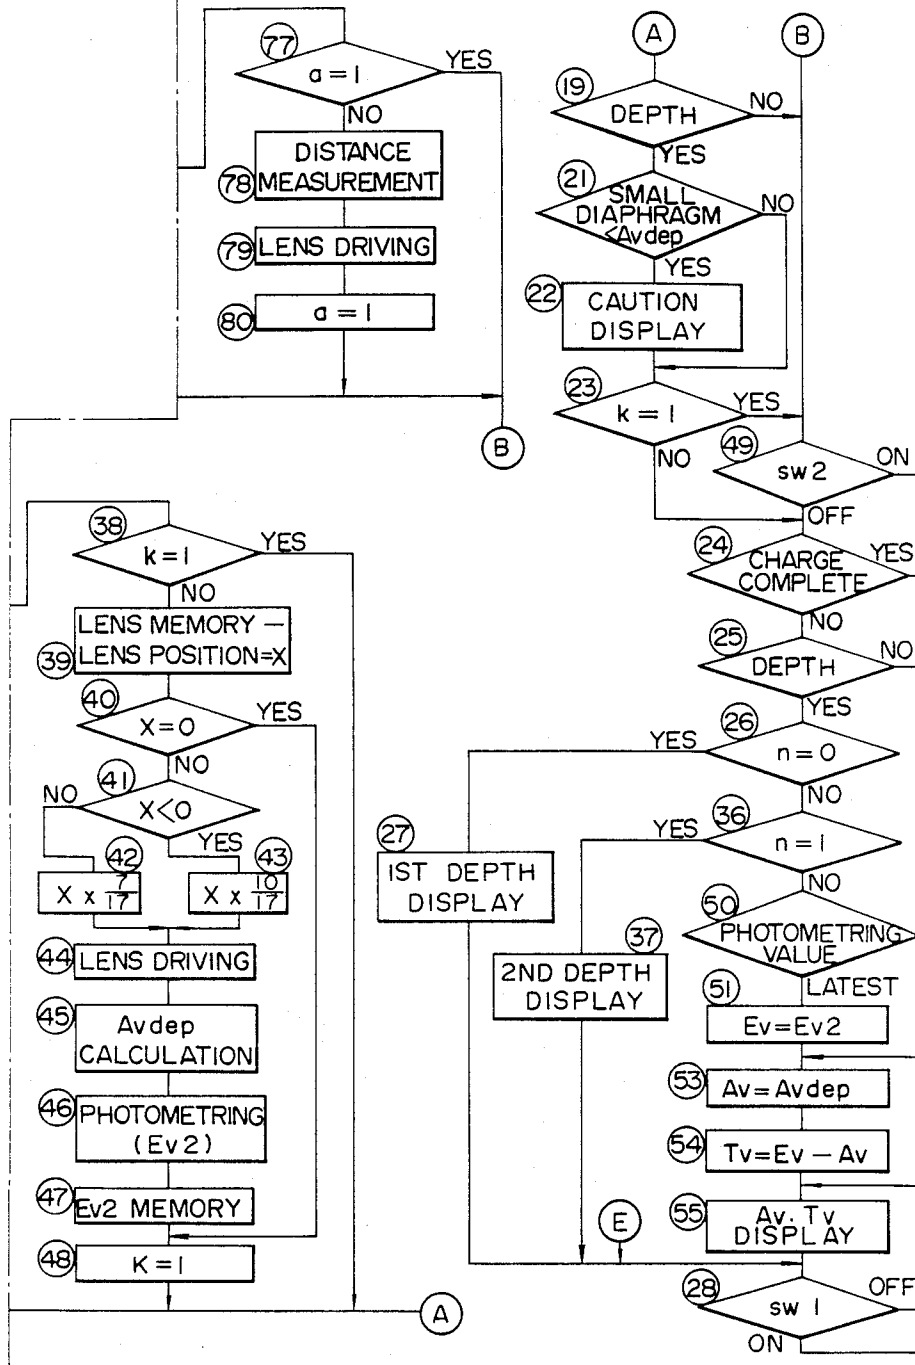 77
a = 1
YES
NO
78
DISTANCE
MEASUREMENT
79
LENS DRIVING
80
a = 1
B
38
k = 1
YES
NO
39
LENS MEMORY –
LENS POSITION=X
40
X = 0
YES
NO
41
X<0
NO
YES
42
X × 7/17
43
X × 10/17
44
LENS DRIVING
45
Avdep
CALCULATION
46
PHOTOMETRING
(Ev2)
47
Ev2 MEMORY
48
K = 1
A
A
B
19
DEPTH
NO
YES
21
SMALL
DIAPHRAGM
<Avdep
NO
YES
22
CAUTION
DISPLAY
23
k = 1
YES
NO
49
sw2
ON
OFF
24
CHARGE
COMPLETE
YES
NO
25
DEPTH
NO
YES
26
n = 0
YES
NO
27
1ST DEPTH
DISPLAY
36
n = 1
YES
NO
37
2ND DEPTH
DISPLAY
50
PHOTOMETRING
VALUE
LATEST
51
Ev=Ev2
53
Av=Avdep
54
Tv=Ev – Av
55
Av. Tv
DISPLAY
E
28
sw 1
OFF
ON